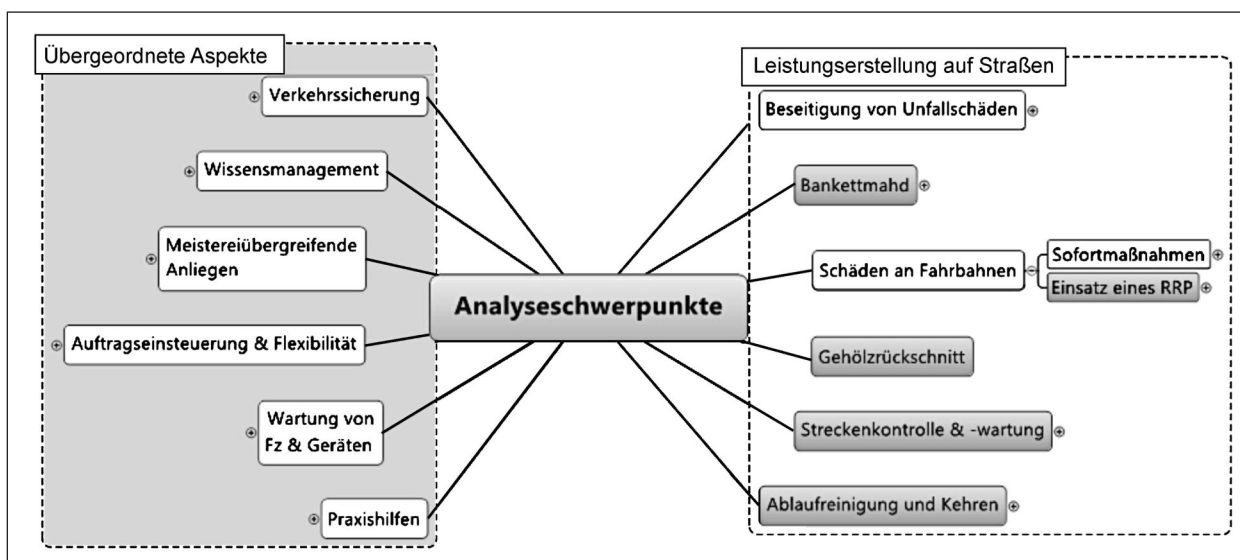 Übergeordnete Aspekte
Verkehrssicherung
Wissensmanagement
Meistereiübergreifende
Anliegen
Auftragseinsteuerung & Flexibilität
Wartung von
Fz & Geräten
Praxishilfen
Analyseschwerpunkte
Leistungserstellung auf Straßen
Beseitigung von Unfallschäden
Bankettmahd
Schäden an Fahrbahnen
Sofortmaßnahmen
Einsatz eines RRP
Gehölzrückschnitt
Streckenkontrolle & -wartung
Ablaufreinigung und Kehren